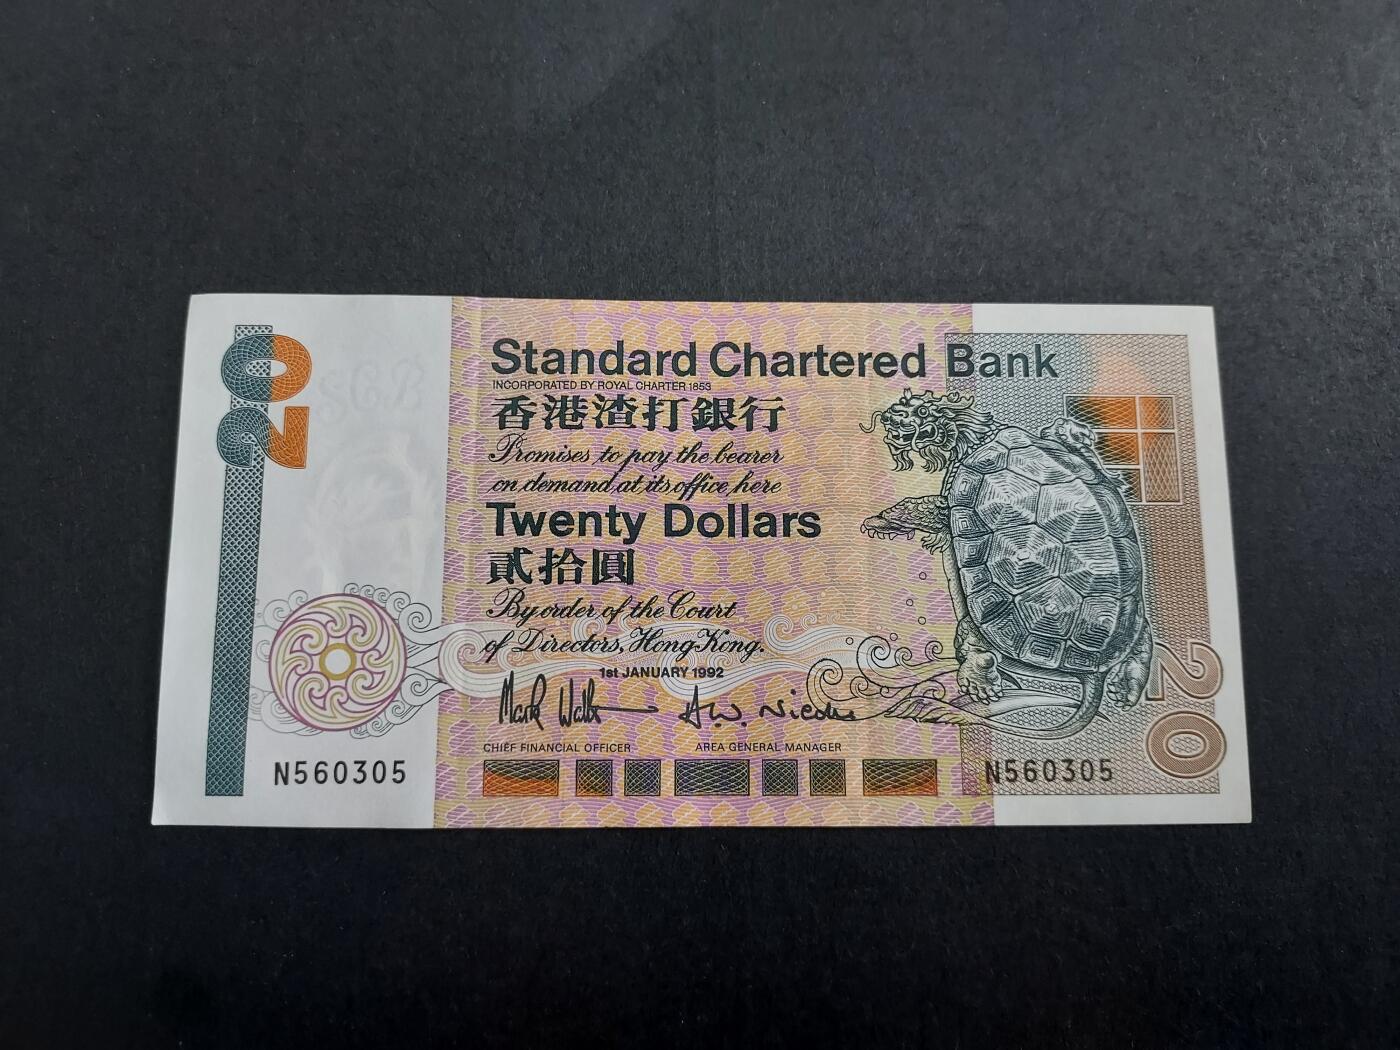 20
Standard Chartered Bank
INCORPORATED BY ROYAL CHARTER 1853
香港渣打銀行
Promises to pay the bearer
on demand at its office here
Twenty Dollars
貳拾圓
By order of the Court
of Directors, Hong Kong.
1st JANUARY 1992
CHIEF FINANCIAL OFFICER AREA GENERAL MANAGER
N560305 N560305
20